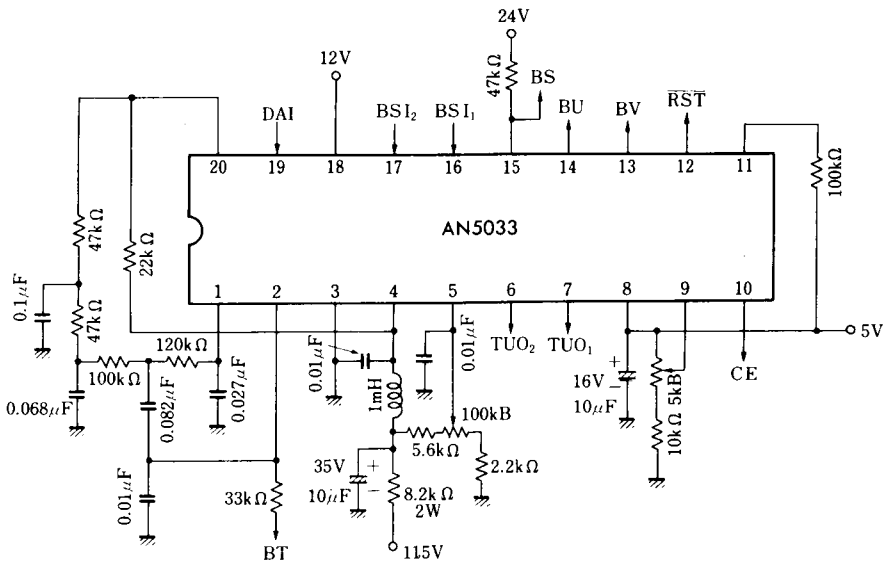 24V
12V
47kΩ
BS
DAI
BSI₂
BSI₁
BU
BV
R̅S̅T̅
20
19
18
17
16
15
14
13
12
11
100kΩ
AN5033
47kΩ
22kΩ
0.1μF
47kΩ
1
2
3
4
5
6
7
8
9
10
5V
120kΩ
100kΩ
0.01μF
0.01μF
TUO₂
TUO₁
CE
0.068μF
0.082μF
0.027μF
1mH
100kB
5.6kΩ
2.2kΩ
+
16V
−
10μF
5kB
10kΩ
0.01μF
33kΩ
35V
+
10μF
−
8.2kΩ
2W
BT
115V